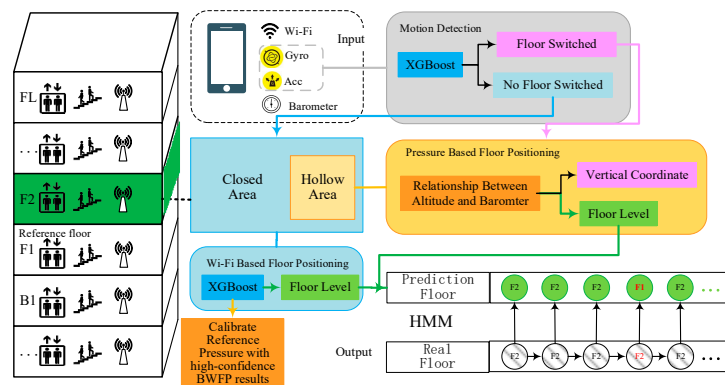 FL
...
F2
Reference floor
F1
B1
...
Wi-Fi
Gyro
Acc
Barometer
Input
Motion Detection
XGBoost
Floor Switched
No Floor Switched
Closed
Area
Hollow
Area
Pressure Based Floor Positioning
Relationship Between
Altitude and Baromter
Vertical Coordinate
Floor Level
Wi-Fi Based Floor Positioning
XGBoost
Floor Level
Calibrate
Reference
Pressure with
high-confidence
BWFP results
Prediction
Floor
F2 F2 F2 F1 F2 ...
HMM
Output
Real
Floor
F2 F2 F2 F2 F2 ...